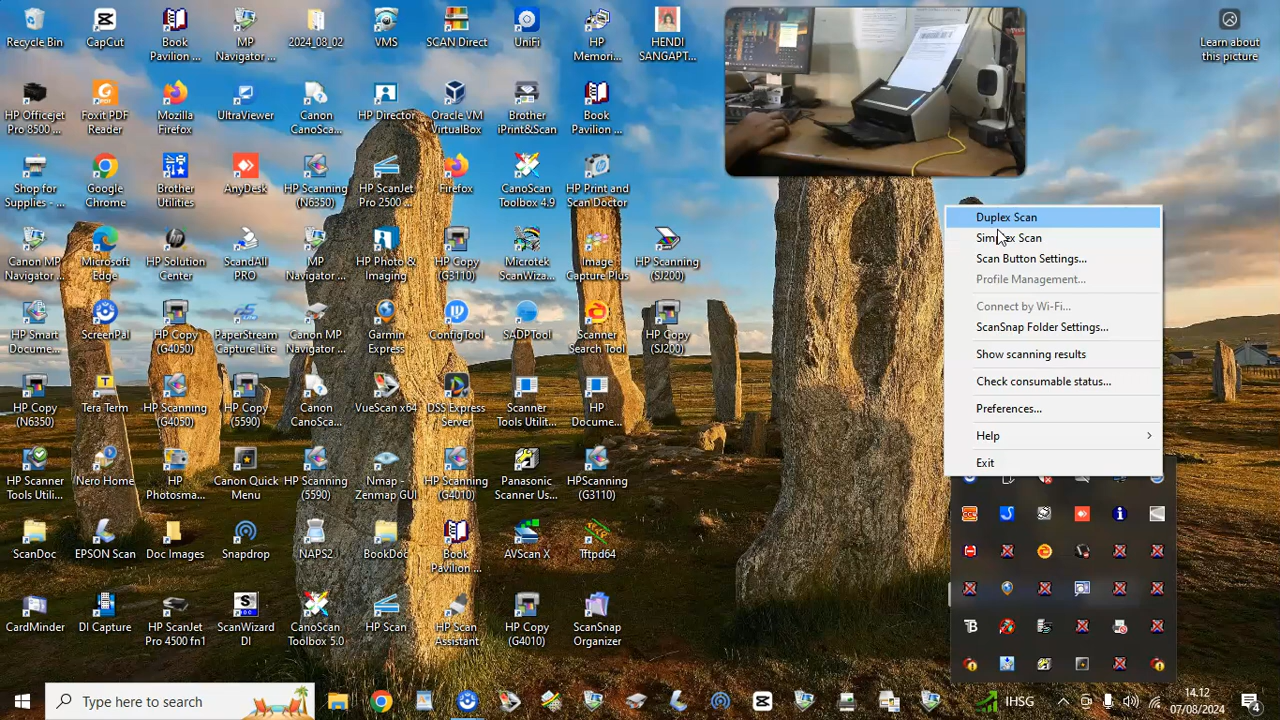 Recycle Bin
CapCut
Book
Pavilion ...
MP
Navigator ...
2024_08_02
VMS
SCAN Direct
UniFi
HP
Memori...
HENDI
SANGAPT...
Learn about
this picture
HP Officejet
Pro 8500 ...
Foxit PDF
Reader
Mozilla
Firefox
UltraViewer
Canon
CanoSca...
HP Director
Oracle VM
VirtualBox
Brother
iPrint&Scan
Book
Pavilion ...
Shop for
Supplies - ...
Google
Chrome
Brother
Utilities
AnyDesk
HP Scanning
(N6350)
HP ScanJet
Pro 2500 ...
Firefox
CanoScan
Toolbox 4.9
HP Print and
Scan Doctor
Canon MP
Navigator ...
Microsoft
Edge
HP Solution
Center
ScandAll
PRO
MP
Navigator ...
HP Photo &
Imaging
HP Copy
(G3110)
Microtek
ScanWiza...
Image
Capture Plus
HP Scanning
(SJ200)
HP Smart
Docume...
ScreenPal
HP Copy
(G4050)
PaperStream
Capture Lite
Canon MP
Navigator ...
Garmin
Express
ConfigTool
SADPTool
Scanner
Search Tool
HP Copy
(SJ200)
HP Copy
(N6350)
Tera Term
HP Scanning
(G4050)
HP Copy
(5590)
Canon
CanoSca...
VueScan x64
DSS Express
Server
Scanner
Tools Utilit...
HP
Docume...
HP Scanner
Tools Utili...
Nero Home
HP
Photosma...
Canon Quick
Menu
HP Scanning
(5590)
Nmap -
Zenmap GUI
HP Scanning
(G4010)
Panasonic
Scanner Us...
HPScanning
(G3110)
ScanDoc
EPSON Scan
Doc Images
Snapdrop
NAPS2
BookDoc
Book
Pavilion ...
AVScan X
Tftpd64
CardMinder
DI Capture
HP ScanJet
Pro 4500 fn1
ScanWizard
DI
CanoScan
Toolbox 5.0
HP Scan
HP Scan
Assistant
HP Copy
(G4010)
ScanSnap
Organizer
Duplex Scan
Simplex Scan
Scan Button Settings...
Profile Management...
Connect by Wi-Fi...
ScanSnap Folder Settings...
Show scanning results
Check consumable status...
Preferences...
Help
Exit
Type here to search
IHSG
14.12
07/08/2024
4